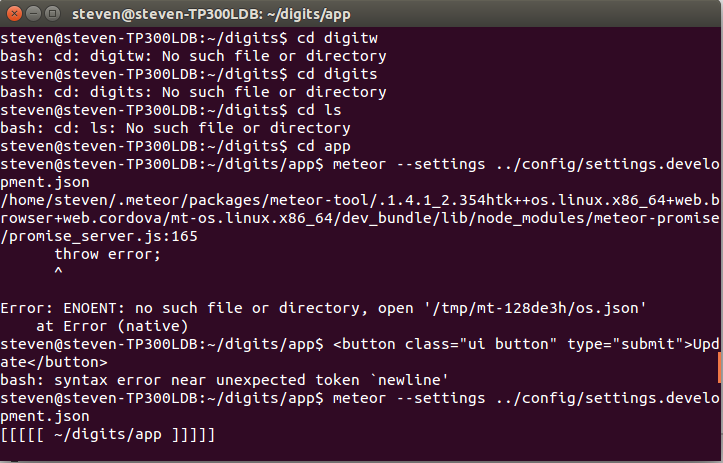 steven@steven-TP300LDB: ~/digits/app
steven@steven-TP300LDB:~/digits$ cd digitw
bash: cd: digitw: No such file or directory
steven@steven-TP300LDB:~/digits$ cd digits
bash: cd: digits: No such file or directory
steven@steven-TP300LDB:~/digits$ cd ls
bash: cd: ls: No such file or directory
steven@steven-TP300LDB:~/digits$ cd app
steven@steven-TP300LDB:~/digits/app$ meteor --settings ../config/settings.develo
pment.json
/home/steven/.meteor/packages/meteor-tool/.1.4.1_2.354htk++os.linux.x86_64+web.b
rowser+web.cordova/mt-os.linux.x86_64/dev_bundle/lib/node_modules/meteor-promise
/promise_server.js:165
      throw error;
      ^
Error: ENOENT: no such file or directory, open '/tmp/mt-128de3h/os.json'
    at Error (native)
steven@steven-TP300LDB:~/digits/app$ <button class="ui button" type="submit">Upd
ate</button>
bash: syntax error near unexpected token `newline'
steven@steven-TP300LDB:~/digits/app$ meteor --settings ../config/settings.develo
pment.json
[[[[[ ~/digits/app ]]]]]